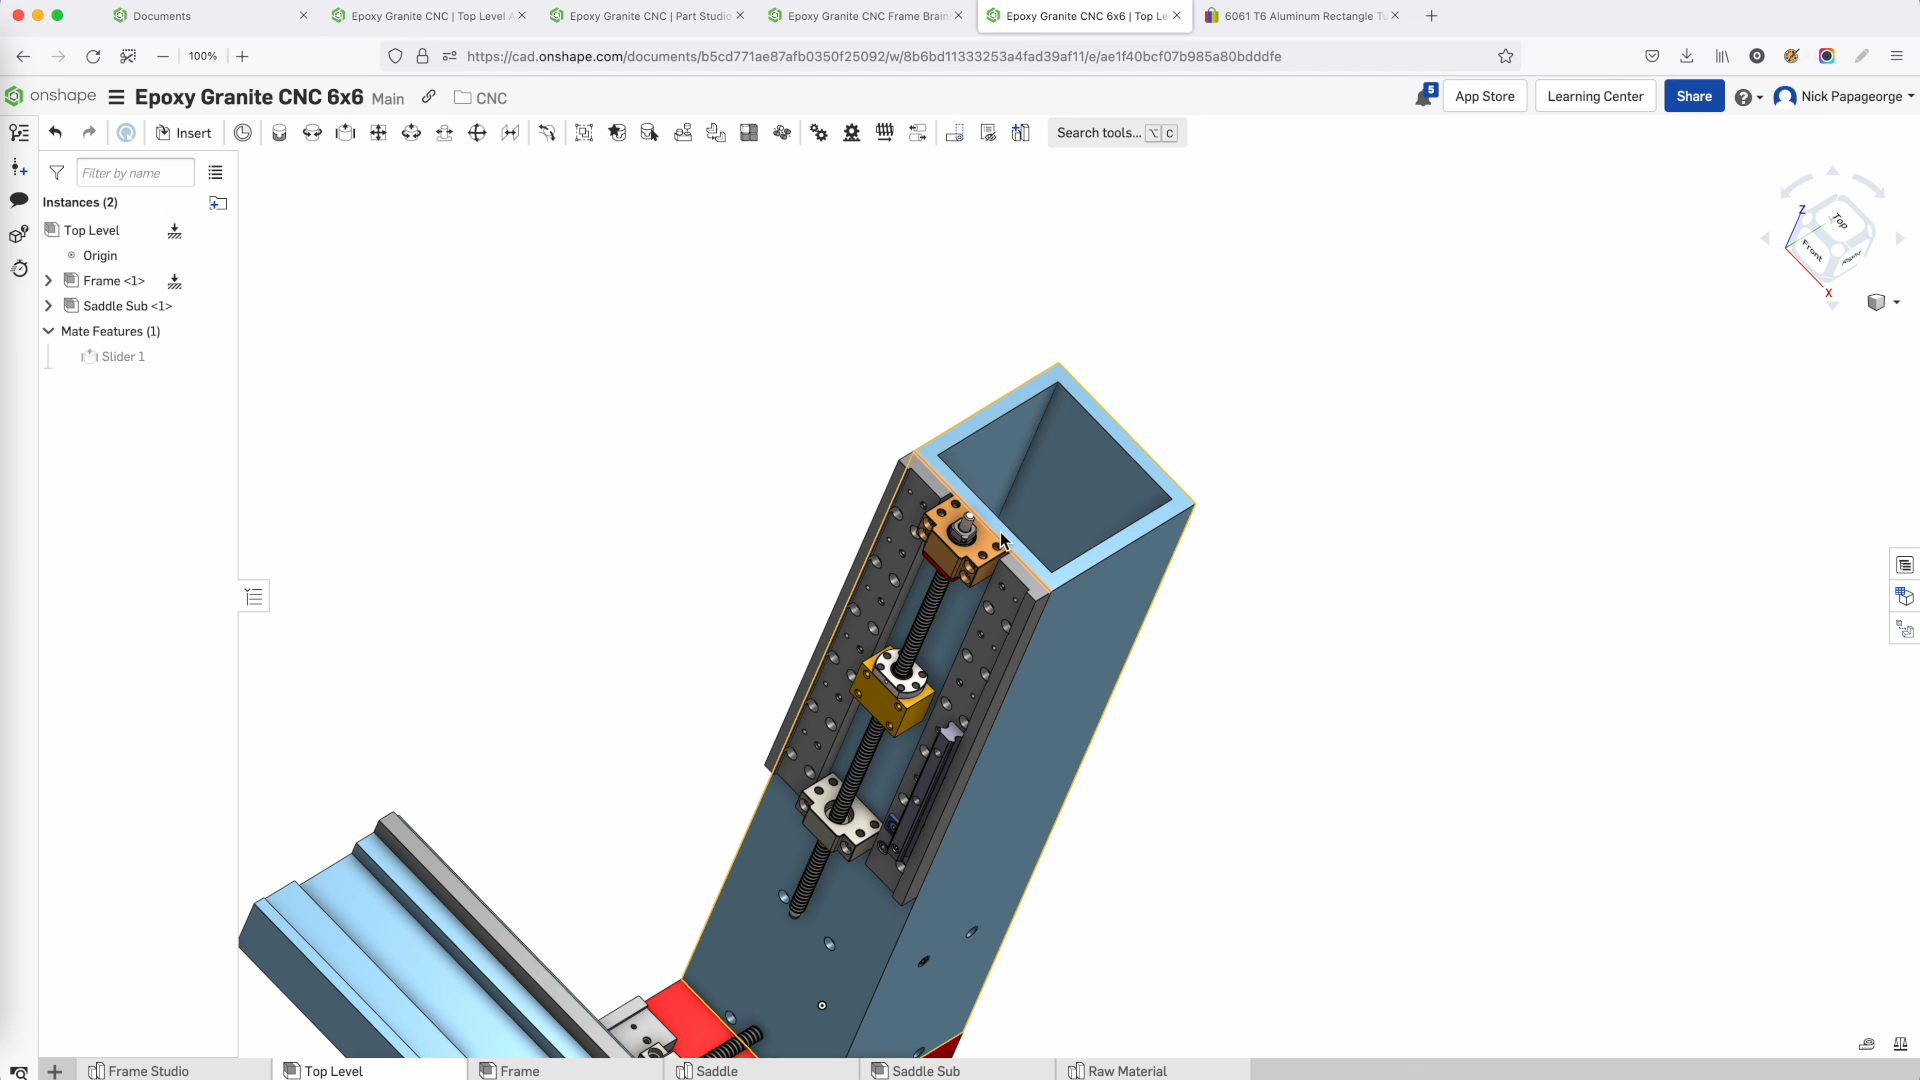 Documents
Epoxy Granite CNC | Top Level A
Epoxy Granite CNC | Part Studio
Epoxy Granite CNC Frame Brain
Epoxy Granite CNC 6x6 | Top Le
6061 T6 Aluminum Rectangle Tu
100%
https://cad.onshape.com/documents/b5cd771ae87afb0350f25092/w/8b6bd11333253a4fad39af11/e/ae1f40bcf07b985a80bdddfe
onshape
Epoxy Granite CNC 6x6
Main
CNC
5
App Store
Learning Center
Share
Nick Papageorge
Insert
Search tools...
⌥ C
Filter by name
Instances (2)
Top Level
Origin
Frame <1>
Saddle Sub <1>
Mate Features (1)
Slider 1
Z
Top
Front
Right
X
Frame Studio
Top Level
Frame
Saddle
Saddle Sub
Raw Material